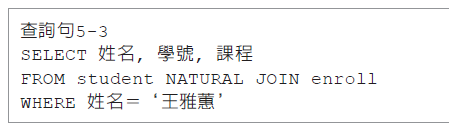 查詢句5-3
SELECT 姓名, 學號, 課程
FROM student NATURAL JOIN enroll
WHERE 姓名＝‘王雅蕙’